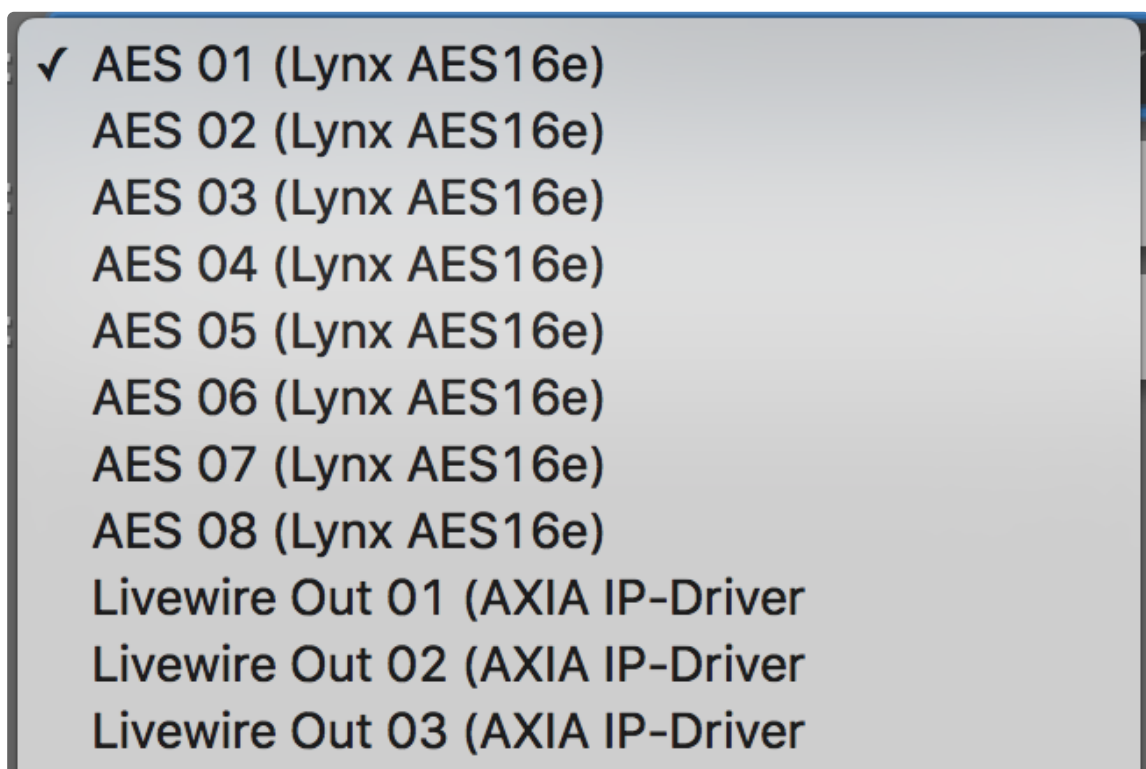 ✓ AES 01 (Lynx AES16e)
AES 02 (Lynx AES16e)
AES 03 (Lynx AES16e)
AES 04 (Lynx AES16e)
AES 05 (Lynx AES16e)
AES 06 (Lynx AES16e)
AES 07 (Lynx AES16e)
AES 08 (Lynx AES16e)
Livewire Out 01 (AXIA IP-Driver
Livewire Out 02 (AXIA IP-Driver
Livewire Out 03 (AXIA IP-Driver